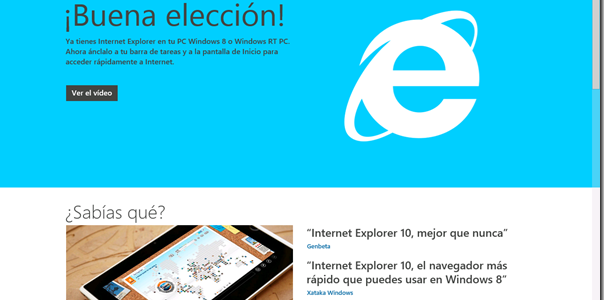 ¡Buena elección!
Ya tienes Internet Explorer en tu PC Windows 8 o Windows RT PC.
Ahora ánclalo a tu barra de tareas y a la pantalla de Inicio para
acceder rápidamente a Internet.
Ver el vídeo
¿Sabías qué?
“Internet Explorer 10, mejor que nunca”
Genbeta
“Internet Explorer 10, el navegador más
rápido que puedes usar en Windows 8”
Xataka Windows